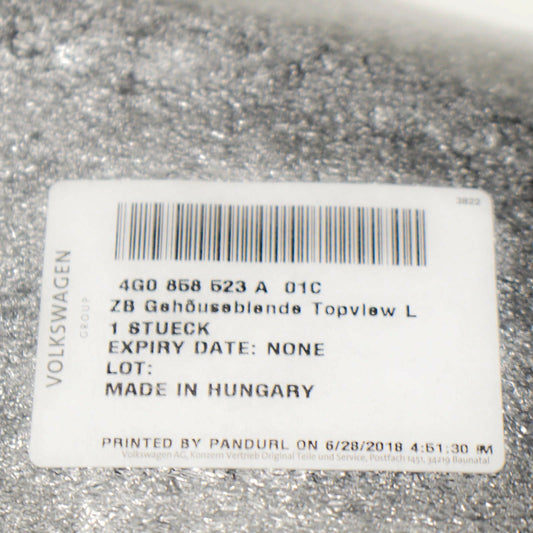 3822
VOLKSWAGEN
GROUP
4G0 858 523 A 01C
ZB Gehöuseblende Topview L
1 STUECK
EXPIRY DATE: NONE
LOT:
MADE IN HUNGARY
PRINTED BY PANDURL ON 6/28/2018 4:51:30 PM
Volkswagen AG, Konzern Vertrieb Original Teile und Service, Postfach 1451, 34219 Baunatal